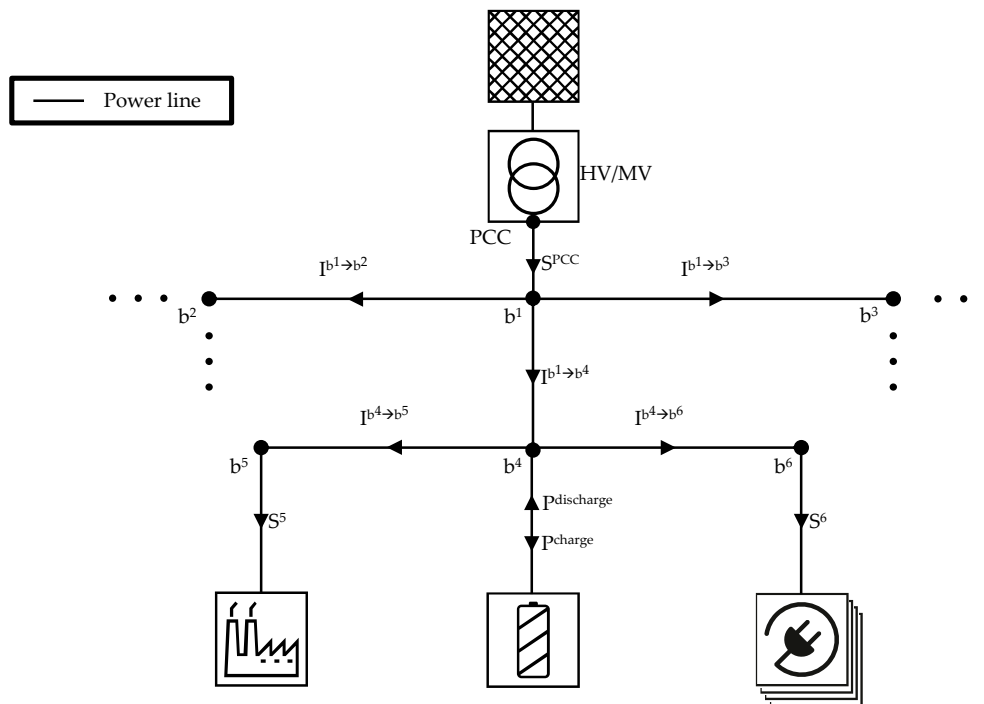 Power line
HV/MV
PCC
S^PCC
I^b1→b2
I^b1→b3
b²
b¹
b³
I^b1→b4
I^b4→b5
I^b4→b6
b⁵
b⁴
b⁶
P^discharge
S⁵
S⁶
P^charge